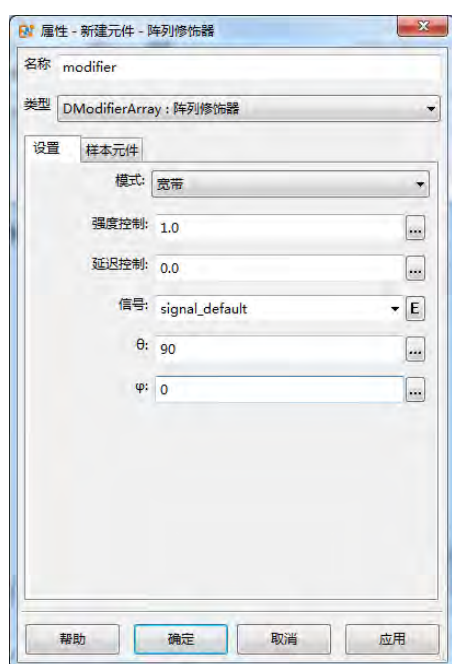 属性 - 新建元件 - 阵列修饰器
名称 modifier
类型 DModifierArray : 阵列修饰器
设置 样本元件
模式: 宽带
强度控制: 1.0 ...
延迟控制: 0.0 ...
信号: signal_default E
θ: 90 ...
φ: 0 ...
帮助 确定 取消 应用